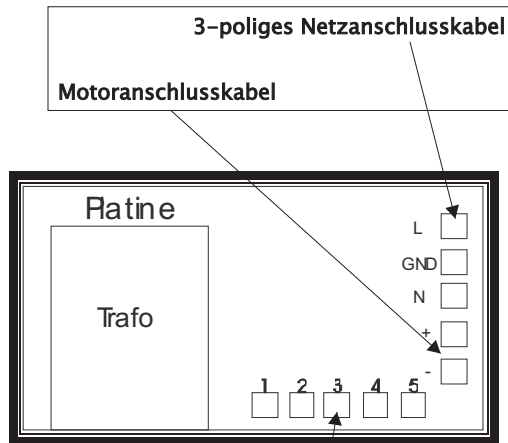 3-poliges Netzanschlusskabel
Motoranschlusskabel
Platine
Trafo
L
GND
N
+
-
1 2 3 4 5